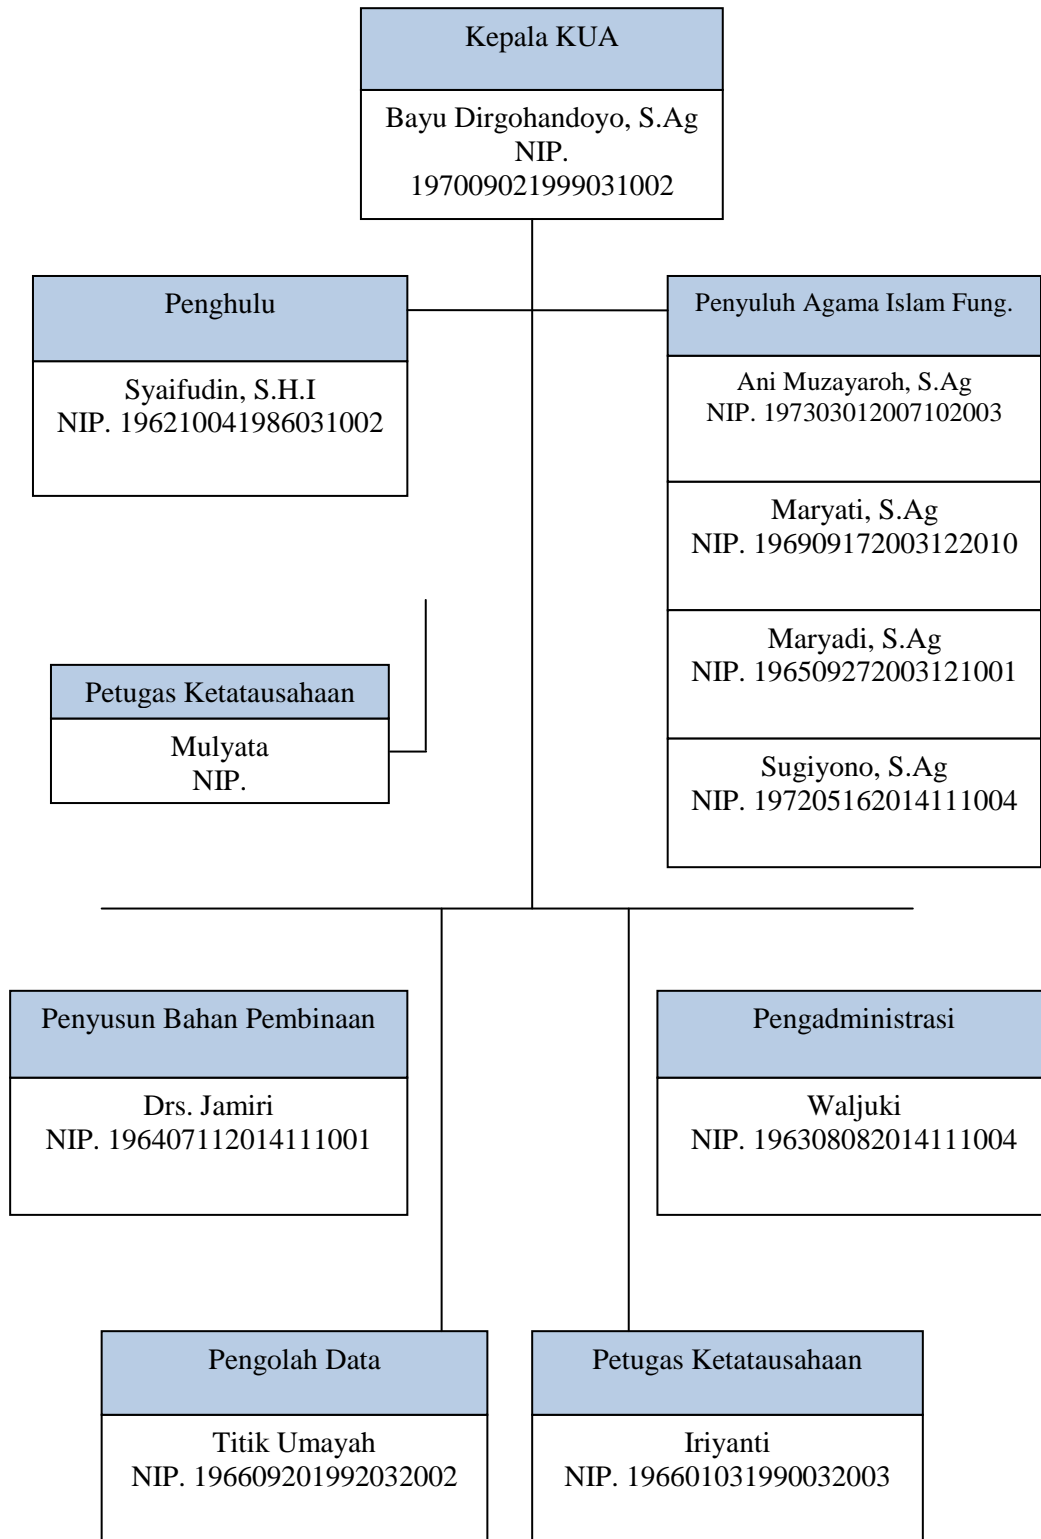 Kepala KUA
Bayu Dirgohandoyo, S.Ag
NIP.
197009021999031002
Penghulu
Syaifudin, S.H.I
NIP. 196210041986031002
Penyuluh Agama Islam Fung.
Ani Muzayaroh, S.Ag
NIP. 197303012007102003
Maryati, S.Ag
NIP. 196909172003122010
Maryadi, S.Ag
NIP. 196509272003121001
Sugiyono, S.Ag
NIP. 197205162014111004
Petugas Ketatausahaan
Mulyata
NIP.
Penyusun Bahan Pembinaan
Drs. Jamiri
NIP. 196407112014111001
Pengadministrasi
Waljuki
NIP. 196308082014111004
Pengolah Data
Titik Umayah
NIP. 196609201992032002
Petugas Ketatausahaan
Iriyanti
NIP. 196601031990032003